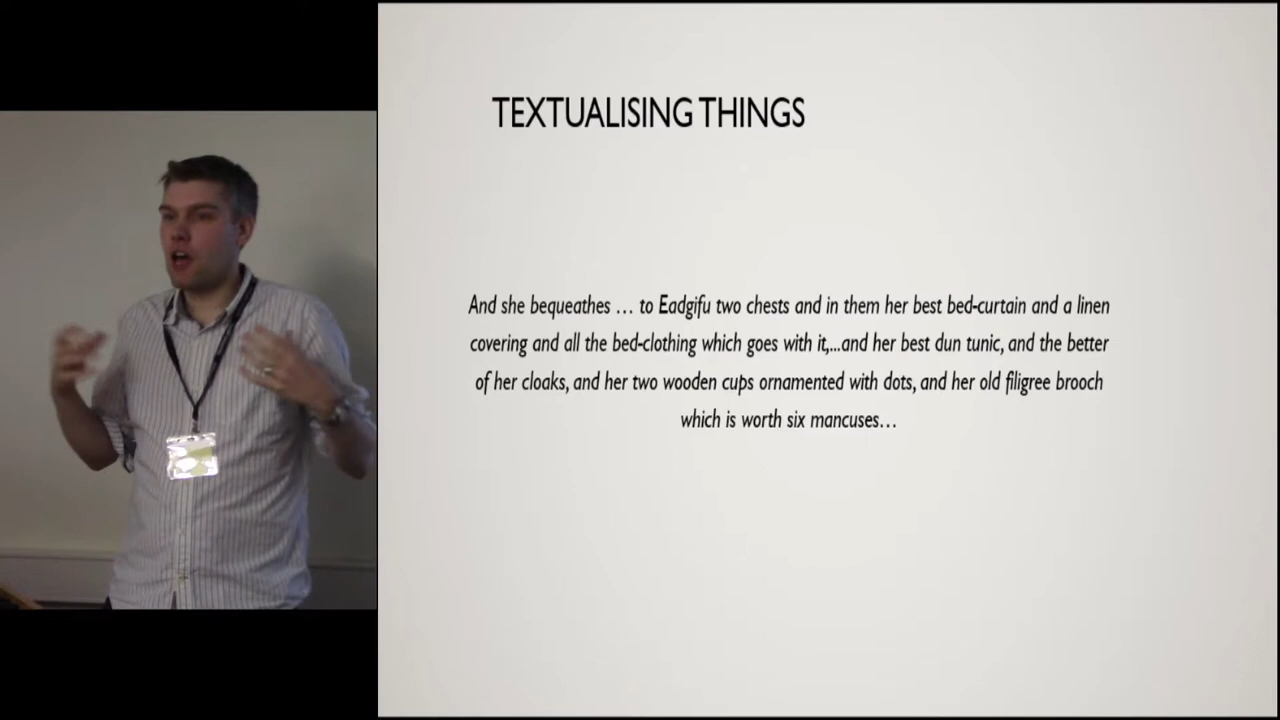 TEXTUALISING THINGS
And she bequeathes … to Eadgifu two chests and in them her best bed-curtain and a linen
covering and all the bed-clothing which goes with it,...and her best dun tunic, and the better
of her cloaks, and her two wooden cups ornamented with dots, and her old filigree brooch
which is worth six mancuses…